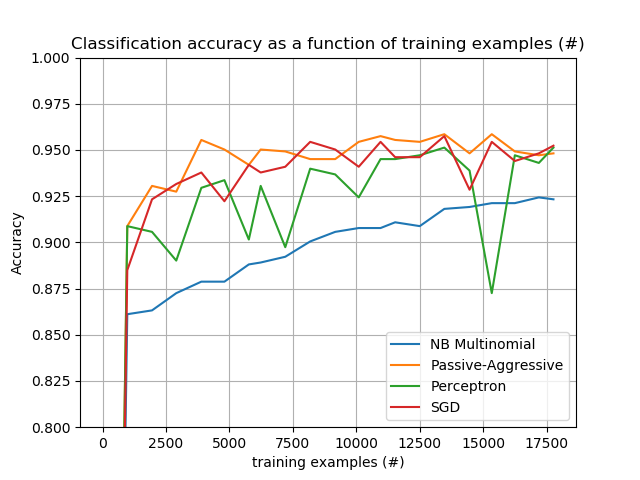 Classification accuracy as a function of training examples (#)
1.000
0.975
0.950
0.925
0.900
0.875
0.850
0.825
0.800
Accuracy
NB Multinomial
Passive-Aggressive
Perceptron
SGD
0 2500 5000 7500 10000 12500 15000 17500
training examples (#)